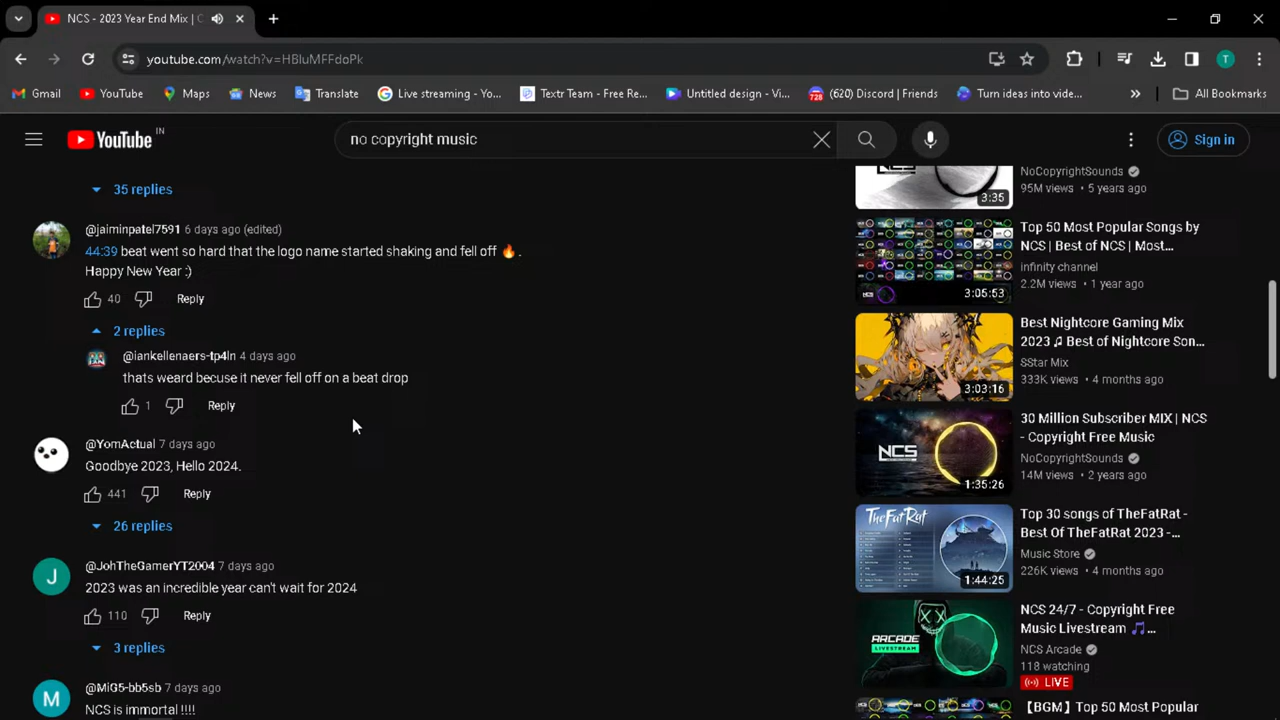 NCS - 2023 Year End Mix | C
youtube.com/watch?v=HBluMFFdoPk
T
Gmail
YouTube
Maps
News
Translate
Live streaming - Yo...
Textr Team - Free Re...
Untitled design - Vi...
728
(620) Discord | Friends
Turn ideas into vide...
»
All Bookmarks
YouTube
IN
no copyright music
Sign in
35 replies
@jaiminpatel7591 6 days ago (edited)
44:39 beat went so hard that the logo name started shaking and fell off 🔥.
Happy New Year :)
40
Reply
2 replies
@iankellenaers-tp4ln 4 days ago
thats weard becuse it never fell off on a beat drop
1
Reply
@YomActual 7 days ago
Goodbye 2023, Hello 2024.
441
Reply
26 replies
J
@JohTheGamerYT2004 7 days ago
2023 was an incredible year can't wait for 2024
110
Reply
3 replies
M
@MiG5-bb5sb 7 days ago
NCS is immortal !!!!
3:35
NoCopyrightSounds
95M views • 5 years ago
NCS
3:05:53
Top 50 Most Popular Songs by
NCS | Best of NCS | Most...
infinity channel
2.2M views • 1 year ago
3:03:16
Best Nightcore Gaming Mix
2023 ♫ Best of Nightcore Son...
SStar Mix
333K views • 4 months ago
NCS
1:35:26
30 Million Subscriber MIX | NCS
- Copyright Free Music
NoCopyrightSounds
14M views • 2 years ago
TheFatRat
1:44:25
Top 30 songs of TheFatRat -
Best Of TheFatRat 2023 -...
Music Store
226K views • 4 months ago
ARCADE
LIVESTREAM
NCS 24/7 - Copyright Free
Music Livestream 🎵...
NCS Arcade
118 watching
LIVE
【BGM】Top 50 Most Popular